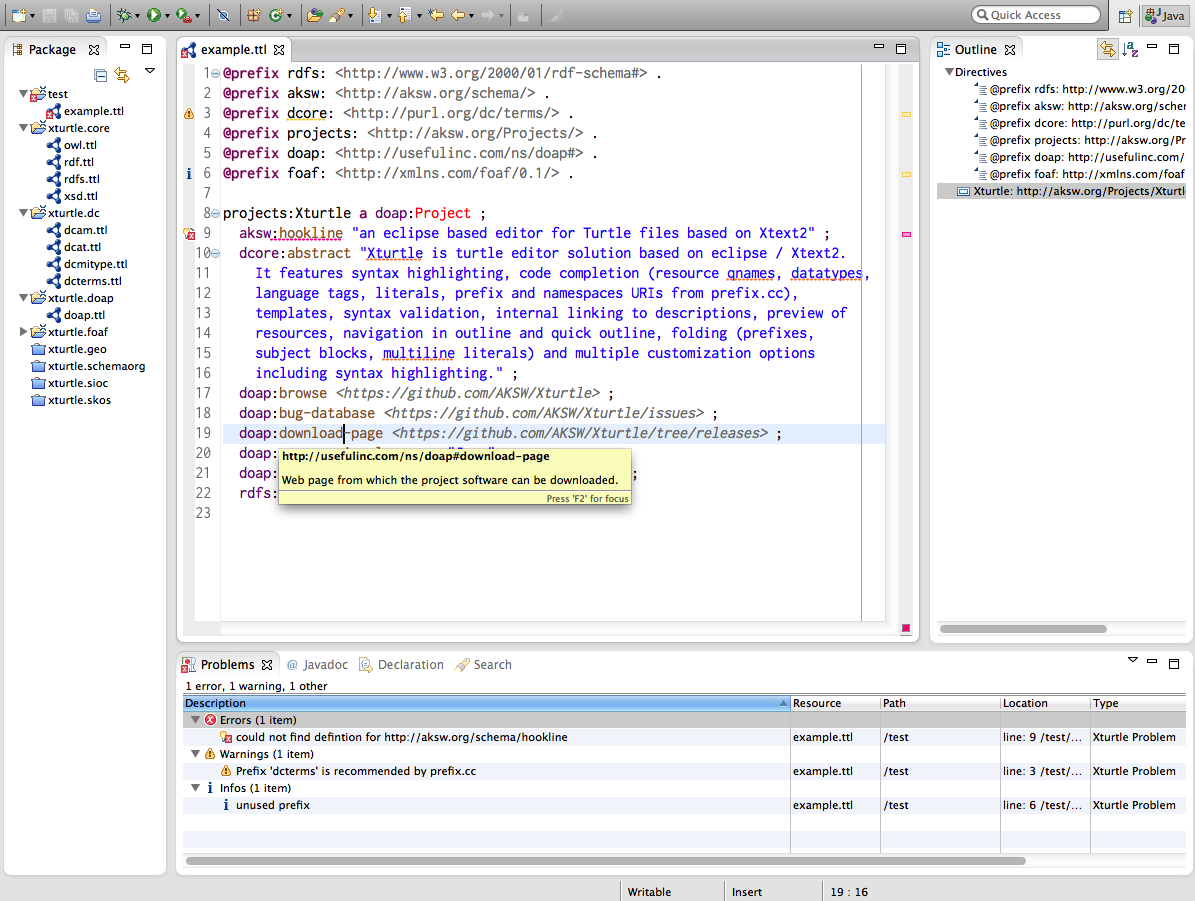 Quick Access
Java
Package
test
example.ttl
xturtle.core
owl.ttl
rdf.ttl
rdfs.ttl
xsd.ttl
xturtle.dc
dcam.ttl
dcat.ttl
dcmitype.ttl
dcterms.ttl
xturtle.doap
doap.ttl
xturtle.foaf
xturtle.geo
xturtle.schemaorg
xturtle.sioc
xturtle.skos
example.ttl
1 @prefix rdfs: <http://www.w3.org/2000/01/rdf-schema#> .
2 @prefix aksw: <http://aksw.org/schema/> .
3 @prefix dcore: <http://purl.org/dc/terms/> .
4 @prefix projects: <http://aksw.org/Projects/> .
5 @prefix doap: <http://usefulinc.com/ns/doap#> .
6 @prefix foaf: <http://xmlns.com/foaf/0.1/> .
7
8 projects:Xturtle a doap:Project ;
9 aksw:hookline "an eclipse based editor for Turtle files based on Xtext2" ;
10 dcore:abstract "Xturtle is turtle editor solution based on eclipse / Xtext2.
11 It features syntax highlighting, code completion (resource qnames, datatypes,
12 language tags, literals, prefix and namespaces URIs from prefix.cc),
13 templates, syntax validation, internal linking to descriptions, preview of
14 resources, navigation in outline and quick outline, folding (prefixes,
15 subject blocks, multiline literals) and multiple customization options
16 including syntax highlighting." ;
17 doap:browse <https://github.com/AKSW/Xturtle> ;
18 doap:bug-database <https://github.com/AKSW/Xturtle/issues> ;
19 doap:download-page <https://github.com/AKSW/Xturtle/tree/releases> ;
20 doap:
21 doap: ;
22 rdfs:
23
http://usefulinc.com/ns/doap#download-page
Web page from which the project software can be downloaded.
Press 'F2' for focus
Outline
Directives
@prefix rdfs: http://www.w3.org/20
@prefix aksw: http://aksw.org/scher
@prefix dcore: http://purl.org/dc/te
@prefix projects: http://aksw.org/Pr
@prefix doap: http://usefulinc.com/
@prefix foaf: http://xmlns.com/foaf
Xturtle: http://aksw.org/Projects/Xturtle
Problems @ Javadoc Declaration Search
1 error, 1 warning, 1 other
Description Resource Path Location Type
Errors (1 item)
could not find defintion for http://aksw.org/schema/hookline example.ttl /test line: 9 /test/... Xturtle Problem
Warnings (1 item)
Prefix 'dcterms' is recommended by prefix.cc example.ttl /test line: 3 /test/... Xturtle Problem
Infos (1 item)
unused prefix example.ttl /test line: 6 /test/... Xturtle Problem
Writable Insert 19 : 16